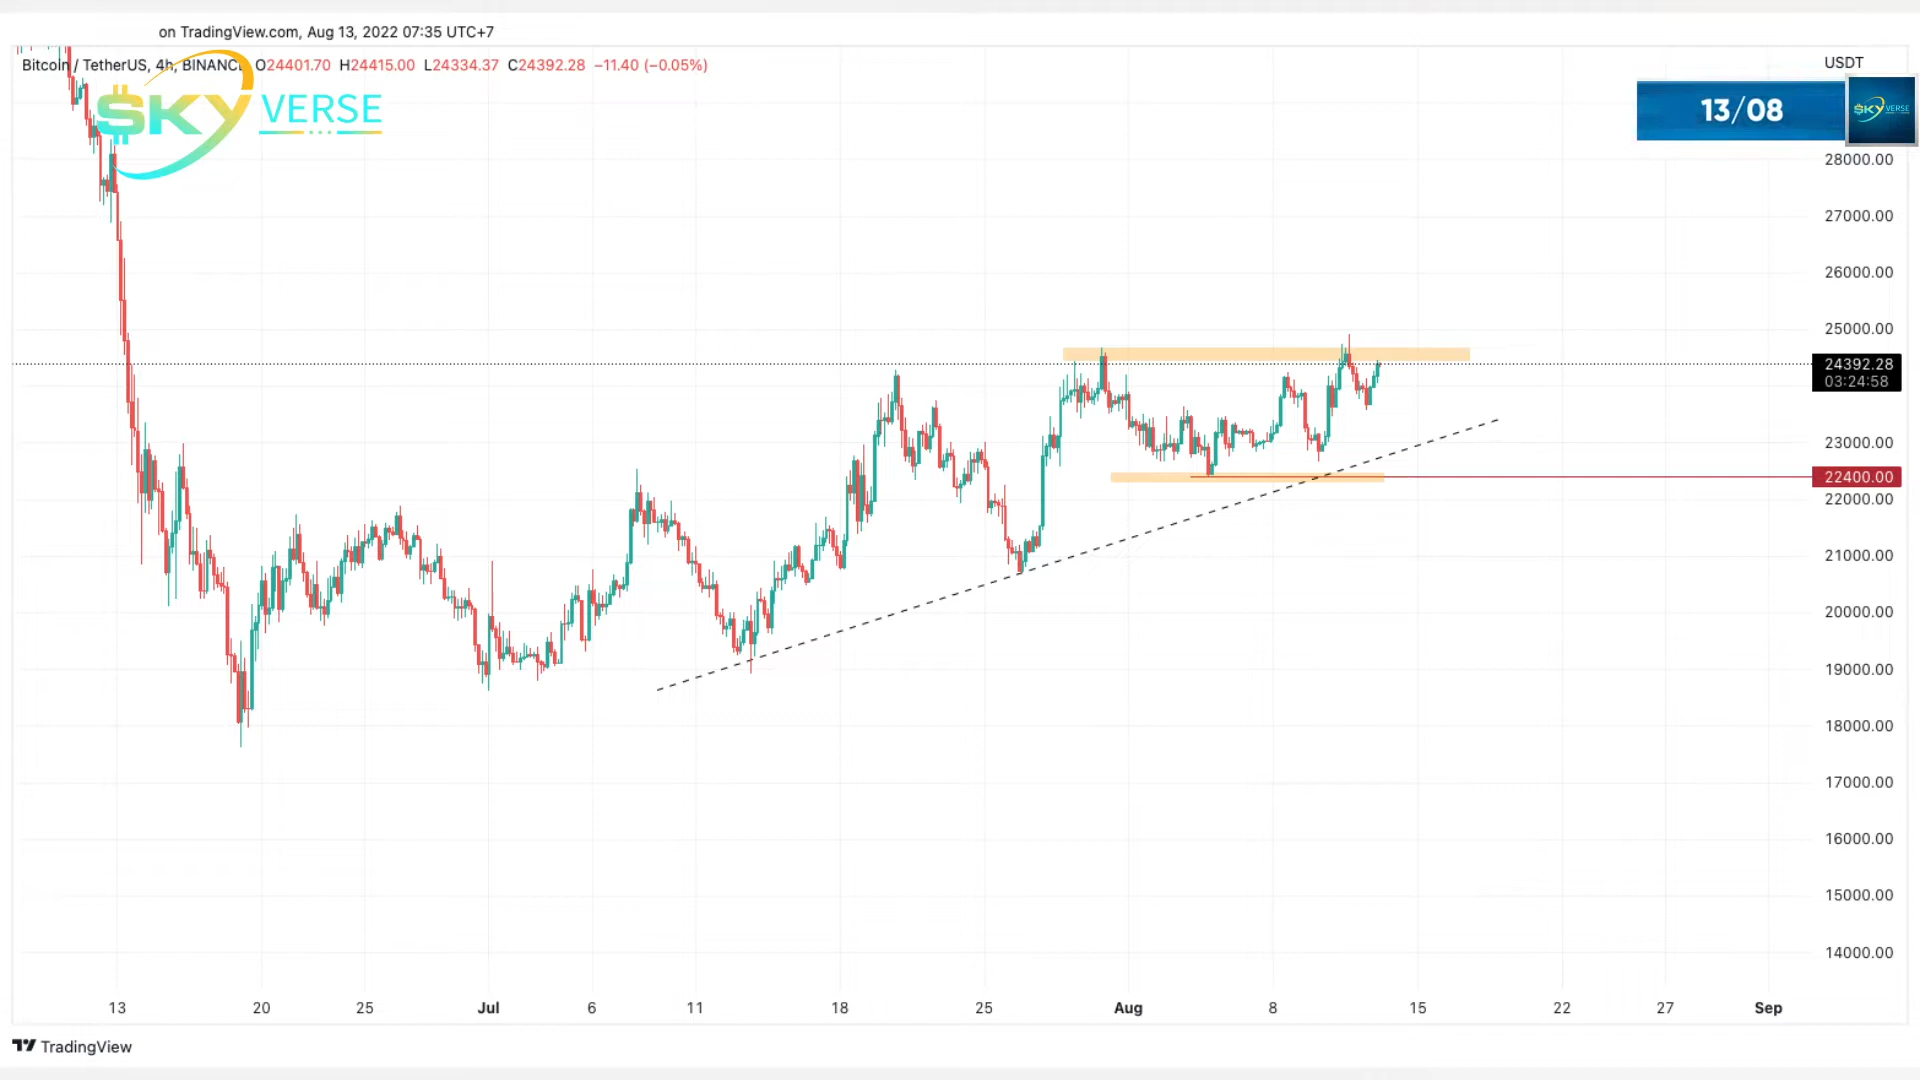 on TradingView.com, Aug 13, 2022 07:35 UTC+7
Bitcoin / TetherUS, 4h, BINANCE O24401.70 H24415.00 L24334.37 C24392.28 −11.40 (−0.05%)
USDT
$KY VERSE
13/08
$KY VERSE
28000.00
27000.00
26000.00
25000.00
24392.28
03:24:58
23000.00
22400.00
22000.00
21000.00
20000.00
19000.00
18000.00
17000.00
16000.00
15000.00
14000.00
13 20 25 Jul 6 11 18 25 Aug 8 15 22 27 Sep
TradingView